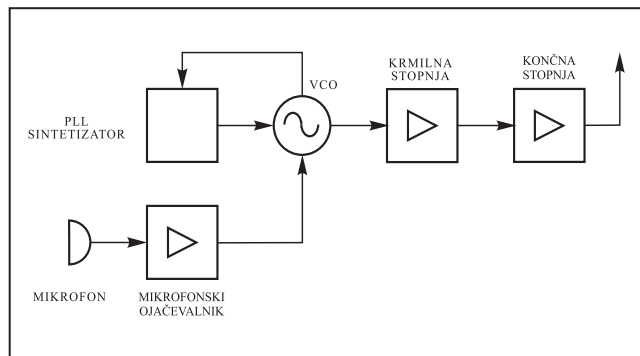 PLL
SINTETIZATOR
VCO
KRMILNA
STOPNJA
KONČNA
STOPNJA
MIKROFON
MIKROFONSKI
OJAČEVALNIK